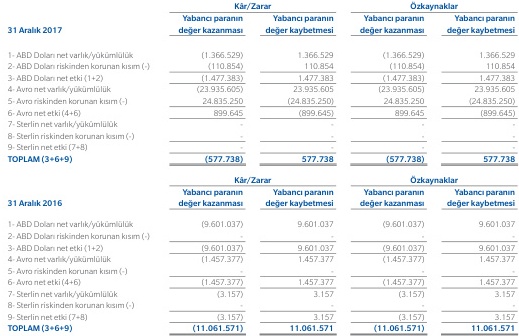 Kâr/Zarar Özkaynaklar
Yabancı paranın Yabancı paranın Yabancı paranın Yabancı paranın
31 Aralık 2017 değer kazanması değer kaybetmesi değer kazanması değer kaybetmesi
1- ABD Doları net varlık/yükümlülük (1.366.529) 1.366.529 (1.366.529) 1.366.529
2- ABD Doları riskinden korunan kısım (-) (110.854) 110.854 (110.854) 110.854
3- ABD Doları net etki (1+2) (1.477.383) 1.477.383 (1.477.383) 1.477.383
4- Avro net varlık/yükümlülük (23.935.605) 23.935.605 (23.935.605) 23.935.605
5- Avro riskinden korunan kısım (-) 24.835.250 (24.835.250) 24.835.250 (24.835.250)
6- Avro net etki (4+6) 899.645 (899.645) 899.645 (899.645)
7- Sterlin net varlık/yükümlülük - - - -
8- Sterlin riskinden korunan kısım (-) - - - -
9- Sterlin net etki (7+8) - - - -
TOPLAM (3+6+9) (577.738) 577.738 (577.738) 577.738
Kâr/Zarar Özkaynaklar
Yabancı paranın Yabancı paranın Yabancı paranın Yabancı paranın
31 Aralık 2016 değer kazanması değer kaybetmesi değer kazanması değer kaybetmesi
1- ABD Doları net varlık/yükümlülük (9.601.037) 9.601.037 (9.601.037) 9.601.037
2- ABD Doları riskinden korunan kısım (-) - - - -
3- ABD Doları net etki (1+2) (9.601.037) 9.601.037 (9.601.037) 9.601.037
4- Avro net varlık/yükümlülük (1.457.377) 1.457.377 (1.457.377) 1.457.377
5- Avro riskinden korunan kısım (-) - - - -
6- Avro net etki (4+6) (1.457.377) 1.457.377 (1.457.377) 1.457.377
7- Sterlin net varlık/yükümlülük (3.157) 3.157 (3.157) 3.157
8- Sterlin riskinden korunan kısım (-) - - - -
9- Sterlin net etki (7+8) (3.157) 3.157 (3.157) 3.157
TOPLAM (3+6+9) (11.061.571) 11.061.571 (11.061.571) 11.061.571